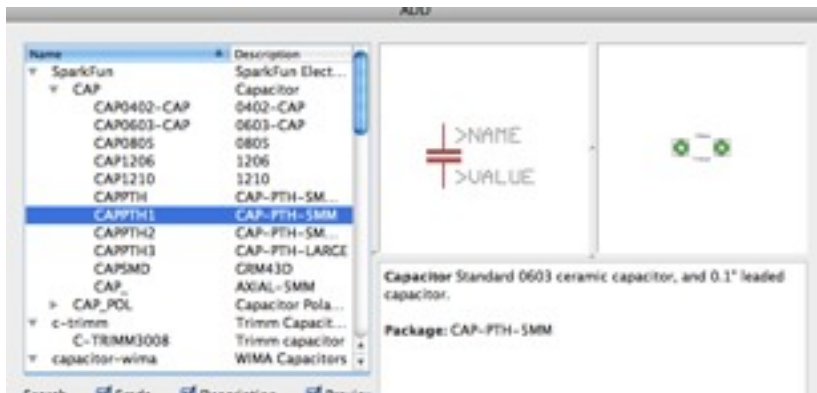 ADD
Name Description
SparkFun SparkFun Elect...
CAP Capacitor
CAP0402-CAP 0402-CAP
CAP0603-CAP 0603-CAP
CAP0805 0805
CAP1206 1206
CAP1210 1210
CAPPTH CAP-PTH-SM...
CAPPTH1 CAP-PTH-5MM
CAPPTH2 CAP-PTH-SM...
CAPPTH3 CAP-PTH-LARGE
CAPSMD GRM43D
CAP_ AXIAL-5MM
CAP_POL Capacitor Pola...
c-trimm Trimm Capacit...
C-TRIMM3008 Trimm capacitor
capacitor-wima WIMA Capacitors
Search Smds Description Preview
>NAME
>VALUE
Capacitor Standard 0603 ceramic capacitor, and 0.1" leaded
capacitor.
Package: CAP-PTH-5MM